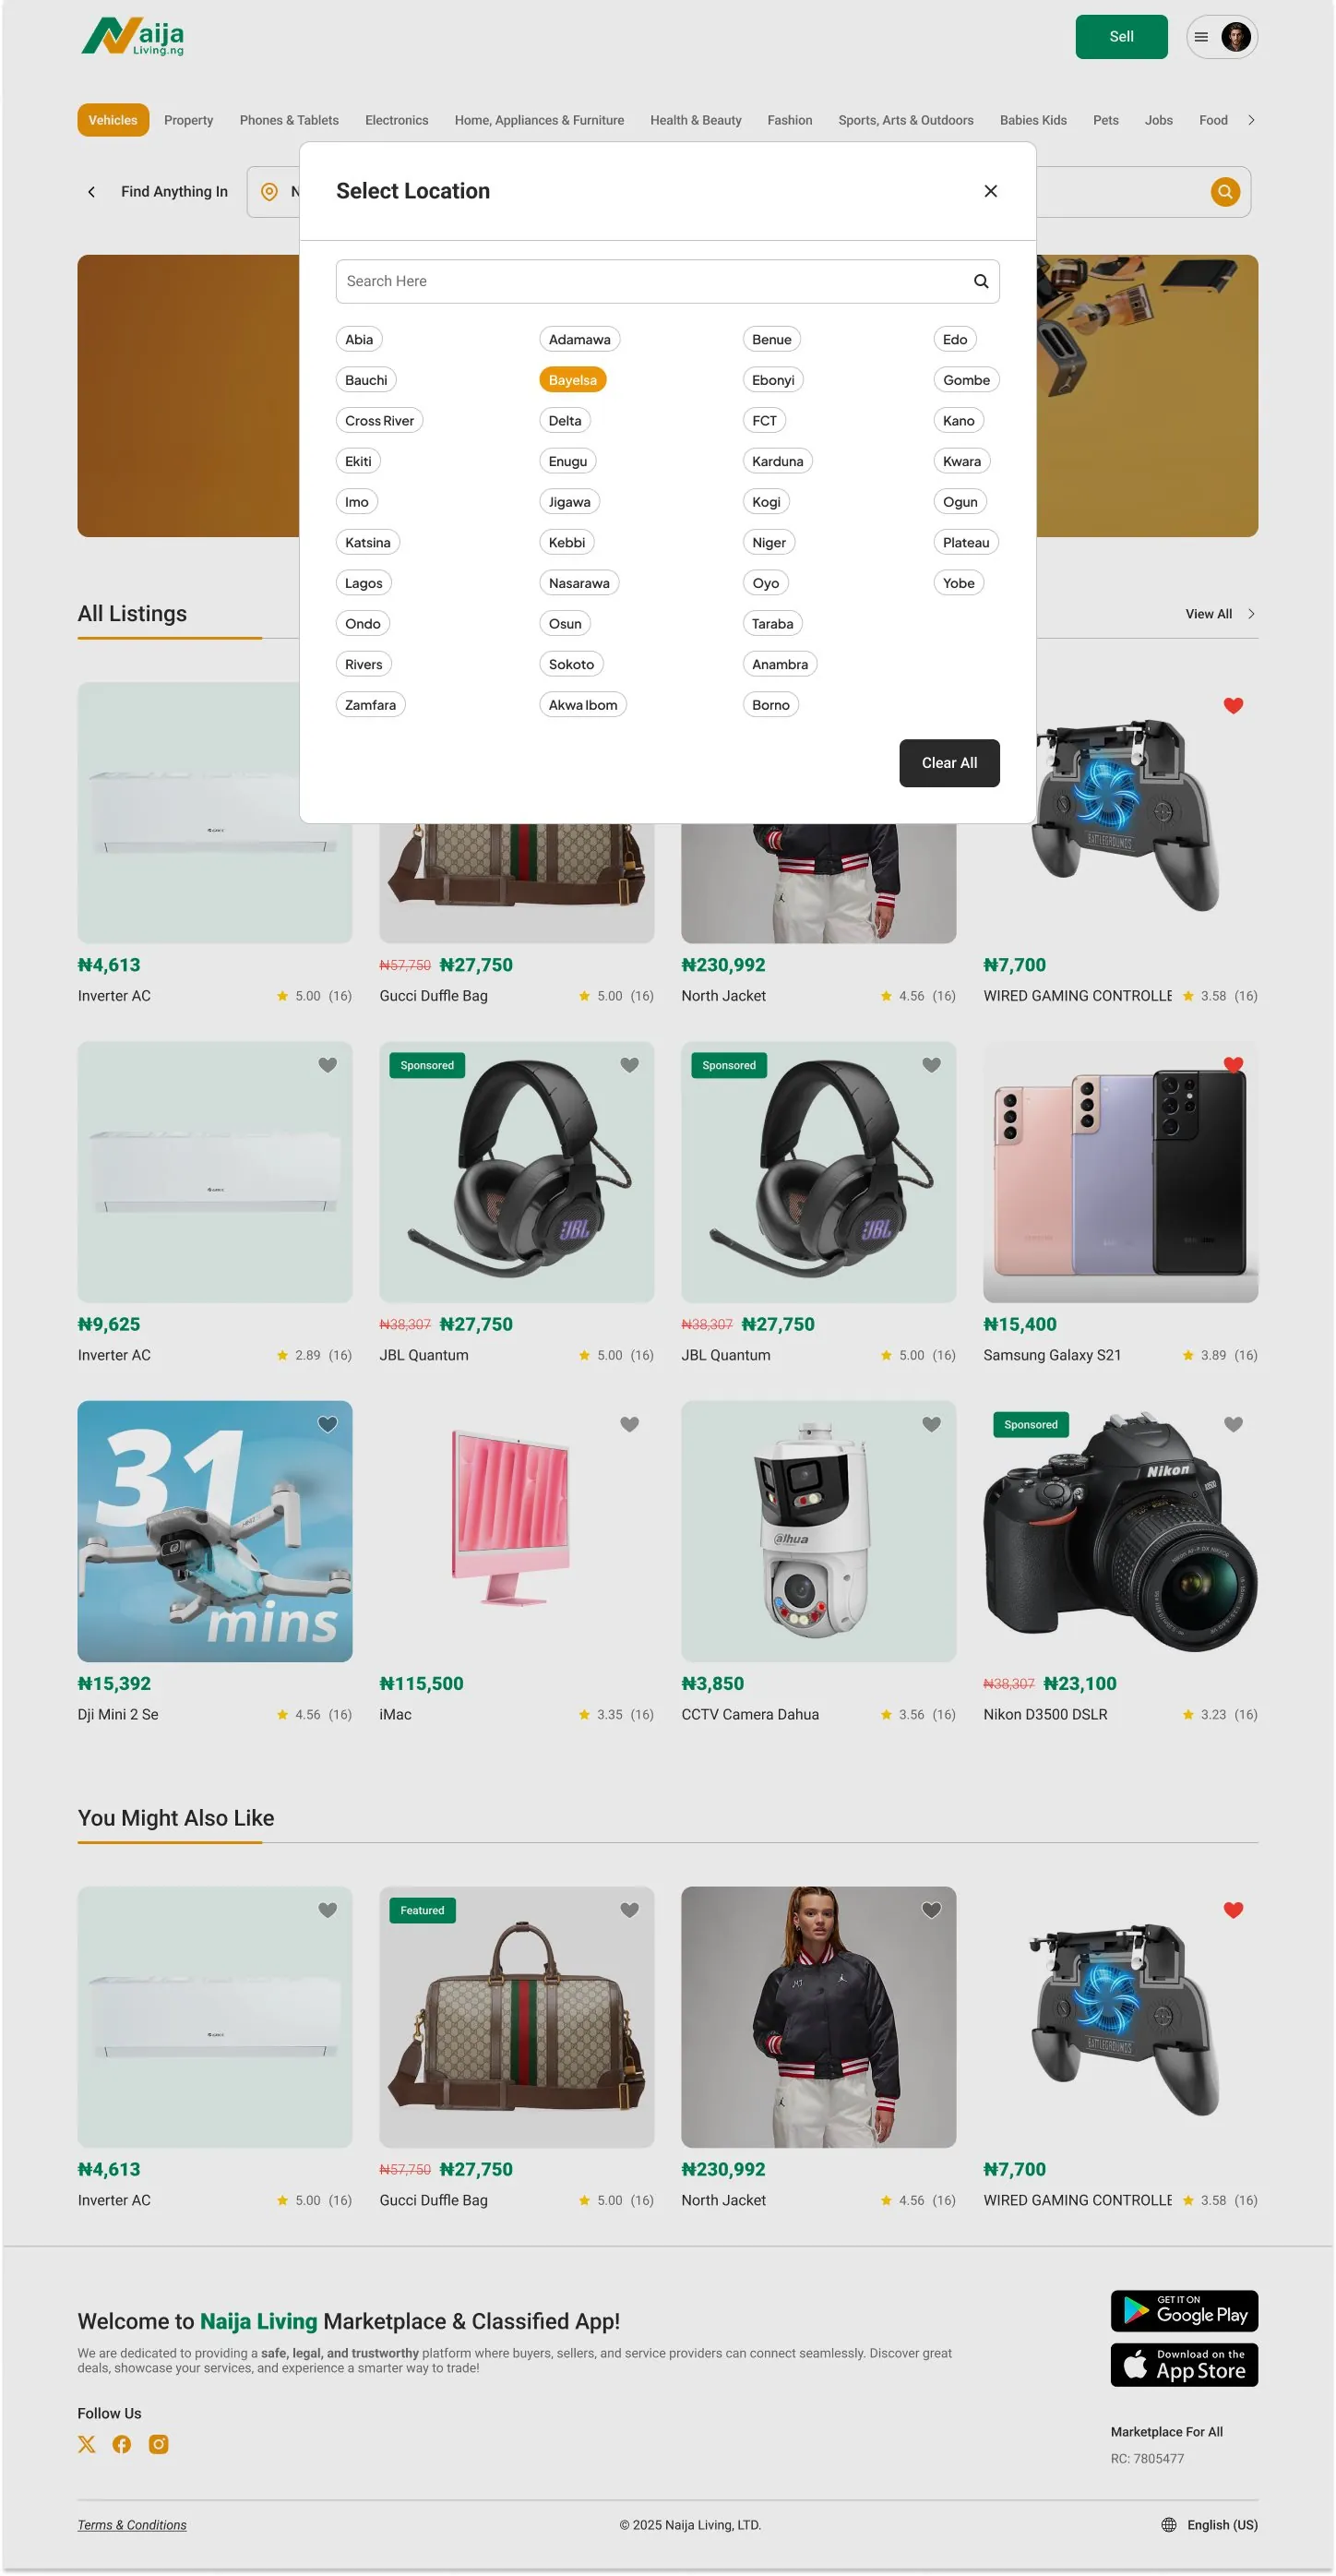 Naija
Living.ng
Sell
Vehicles Property Phones & Tablets Electronics Home, Appliances & Furniture Health & Beauty Fashion Sports, Arts & Outdoors Babies Kids Pets Jobs Food
Find Anything In N
Select Location
Search Here
Abia Adamawa Benue Edo
Bauchi Bayelsa Ebonyi Gombe
Cross River Delta FCT Kano
Ekiti Enugu Karduna Kwara
Imo Jigawa Kogi Ogun
Katsina Kebbi Niger Plateau
Lagos Nasarawa Oyo Yobe
Ondo Osun Taraba
Rivers Sokoto Anambra
Zamfara Akwa Ibom Borno
Clear All
All Listings View All
BATTLEGROUNDS
₦4,613 ₦57,750 ₦27,750 ₦230,992 ₦7,700
Inverter AC 5.00 (16) Gucci Duffle Bag 5.00 (16) North Jacket 4.56 (16) WIRED GAMING CONTROLLE 3.58 (16)
Sponsored Sponsored
JBL JBL
₦9,625 ₦38,307 ₦27,750 ₦38,307 ₦27,750 ₦15,400
Inverter AC 2.89 (16) JBL Quantum 5.00 (16) JBL Quantum 5.00 (16) Samsung Galaxy S21 3.89 (16)
Sponsored
31
mins
alhua
Nikon
₦15,392 ₦115,500 ₦3,850 ₦38,307 ₦23,100
Dji Mini 2 Se 4.56 (16) iMac 3.35 (16) CCTV Camera Dahua 3.56 (16) Nikon D3500 DSLR 3.23 (16)
You Might Also Like
Featured
BATTLEGROUNDS
₦4,613 ₦57,750 ₦27,750 ₦230,992 ₦7,700
Inverter AC 5.00 (16) Gucci Duffle Bag 5.00 (16) North Jacket 4.56 (16) WIRED GAMING CONTROLLE 3.58 (16)
Welcome to Naija Living Marketplace & Classified App!
We are dedicated to providing a safe, legal, and trustworthy platform where buyers, sellers, and service providers can connect seamlessly. Discover great
deals, showcase your services, and experience a smarter way to trade!
GET IT ON
Google Play
Download on the
App Store
Follow Us
Marketplace For All
RC: 7805477
Terms & Conditions © 2025 Naija Living, LTD. English (US)